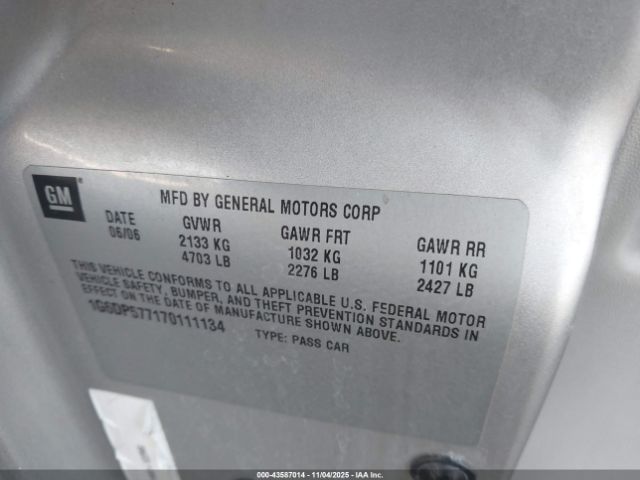 GM
MFD BY GENERAL MOTORS CORP
DATE GVWR GAWR FRT GAWR RR
06/06 2133 KG 1032 KG 1101 KG
4703 LB 2276 LB 2427 LB
THIS VEHICLE CONFORMS TO ALL APPLICABLE U.S. FEDERAL MOTOR
VEHICLE SAFETY, BUMPER, AND THEFT PREVENTION STANDARDS IN
EFFECT ON THE DATE OF MANUFACTURE SHOWN ABOVE.
1G6DP577170111134 TYPE: PASS CAR
00-43587014 - 11/04/2025 - IAA Inc.